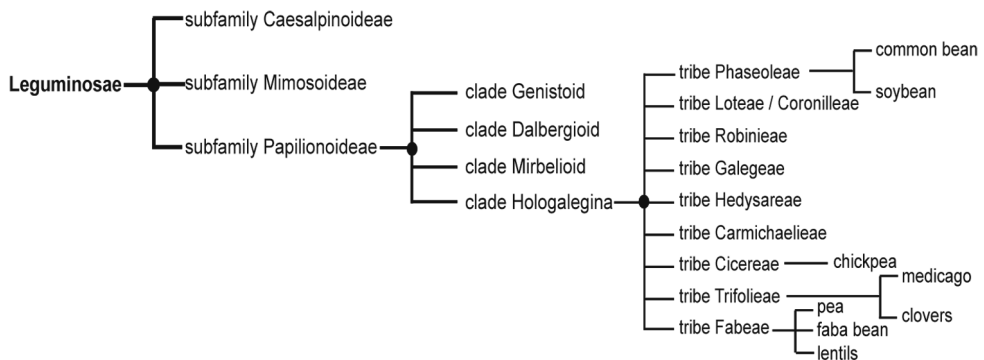 Leguminosae
subfamily Caesalpinoideae
subfamily Mimosoideae
subfamily Papilionoideae
clade Genistoid
clade Dalbergioid
clade Mirbelioid
clade Hologalegina
tribe Phaseoleae
common bean
soybean
tribe Loteae / Coronilleae
tribe Robinieae
tribe Galegeae
tribe Hedysareae
tribe Carmichaelieae
tribe Cicereae
chickpea
tribe Trifolieae
medicago
clovers
tribe Fabeae
pea
faba bean
lentils